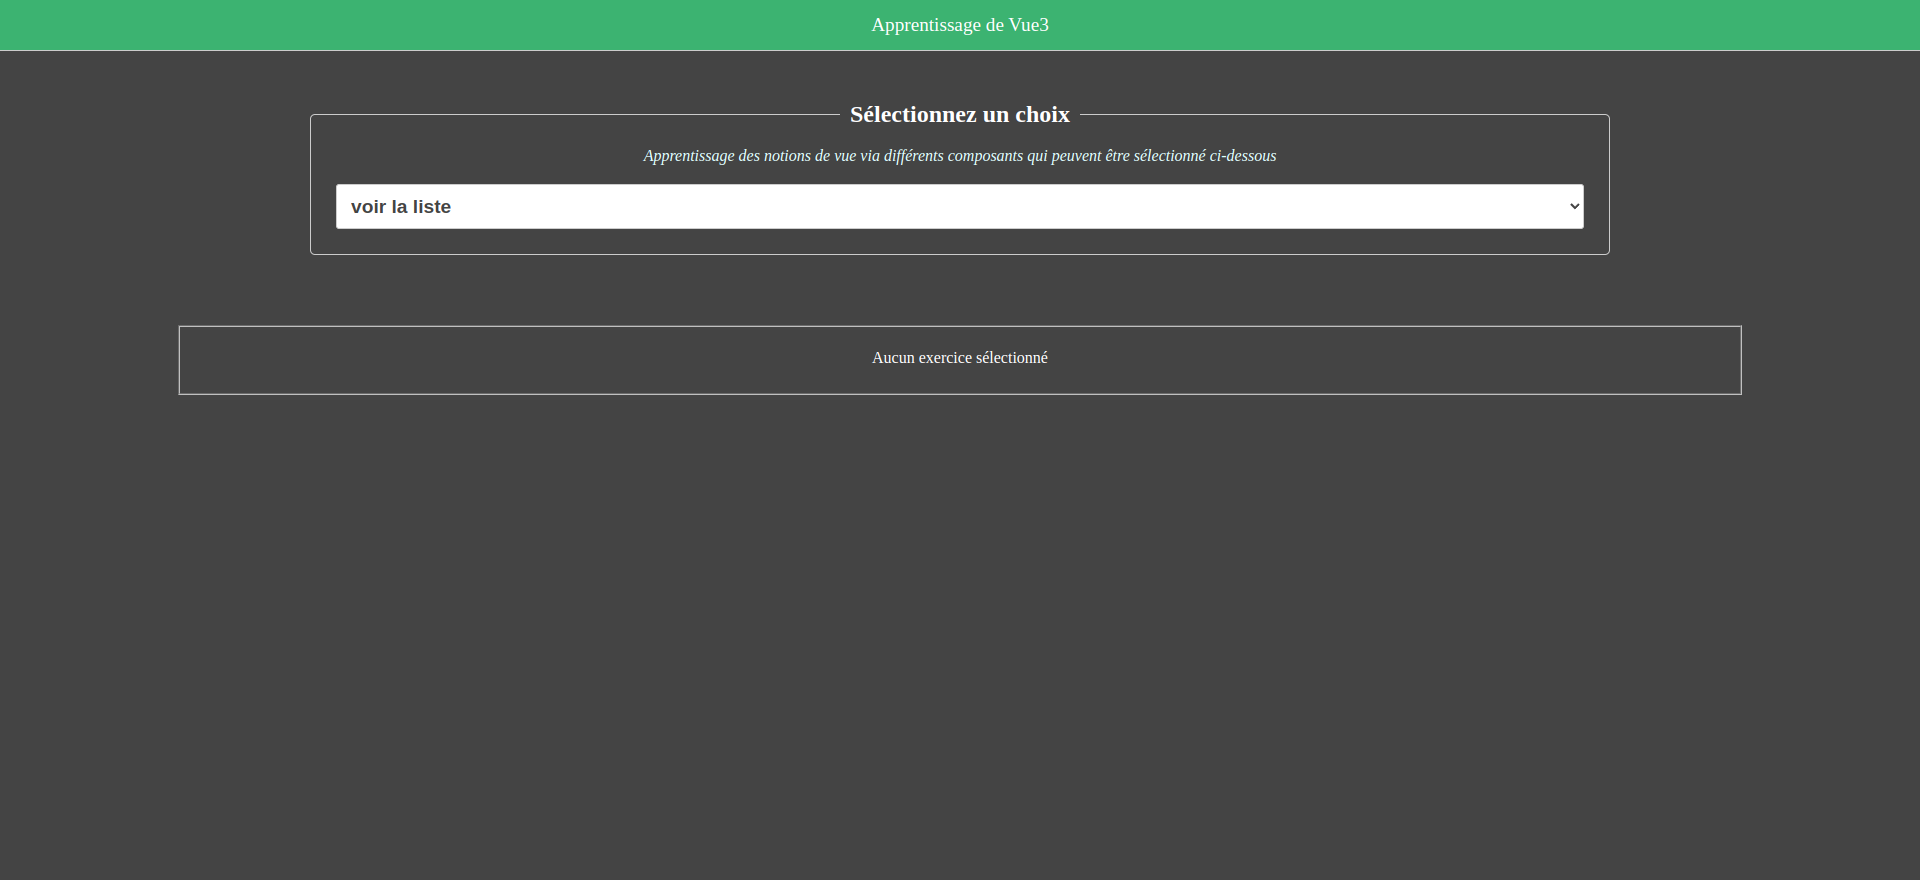 Apprentissage de Vue3
Sélectionnez un choix
Apprentissage des notions de vue via différents composants qui peuvent être sélectionné ci-dessous
voir la liste
Aucun exercice sélectionné